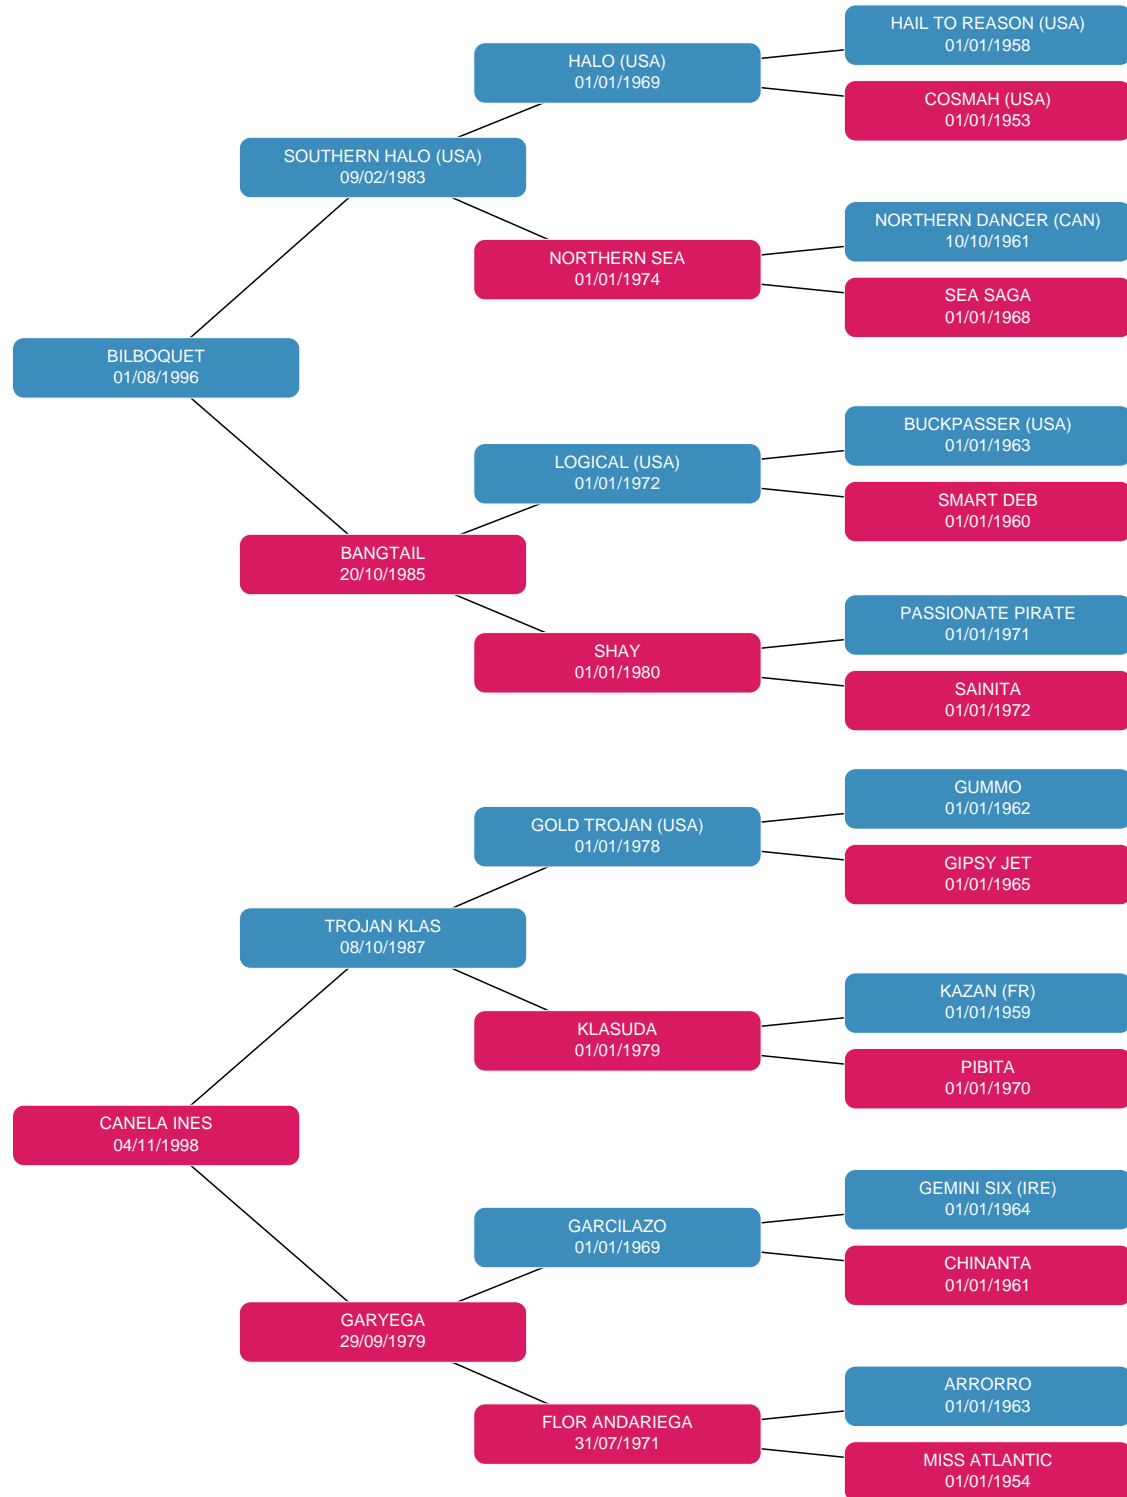 HAIL TO REASON (USA)
01/01/1958
HALO (USA)
01/01/1969
COSMAH (USA)
01/01/1953
SOUTHERN HALO (USA)
09/02/1983
NORTHERN DANCER (CAN)
10/10/1961
NORTHERN SEA
01/01/1974
SEA SAGA
01/01/1968
BILBOQUET
01/08/1996
BUCKPASSER (USA)
01/01/1963
LOGICAL (USA)
01/01/1972
SMART DEB
01/01/1960
BANGTAIL
20/10/1985
PASSIONATE PIRATE
01/01/1971
SHAY
01/01/1980
SAINITA
01/01/1972
GUMMO
01/01/1962
GOLD TROJAN (USA)
01/01/1978
GIPSY JET
01/01/1965
TROJAN KLAS
08/10/1987
KAZAN (FR)
01/01/1959
KLASUDA
01/01/1979
PIBITA
01/01/1970
CANELA INES
04/11/1998
GEMINI SIX (IRE)
01/01/1964
GARCILAZO
01/01/1969
CHINANTA
01/01/1961
GARYEGA
29/09/1979
ARRORRO
01/01/1963
FLOR ANDARIEGA
31/07/1971
MISS ATLANTIC
01/01/1954